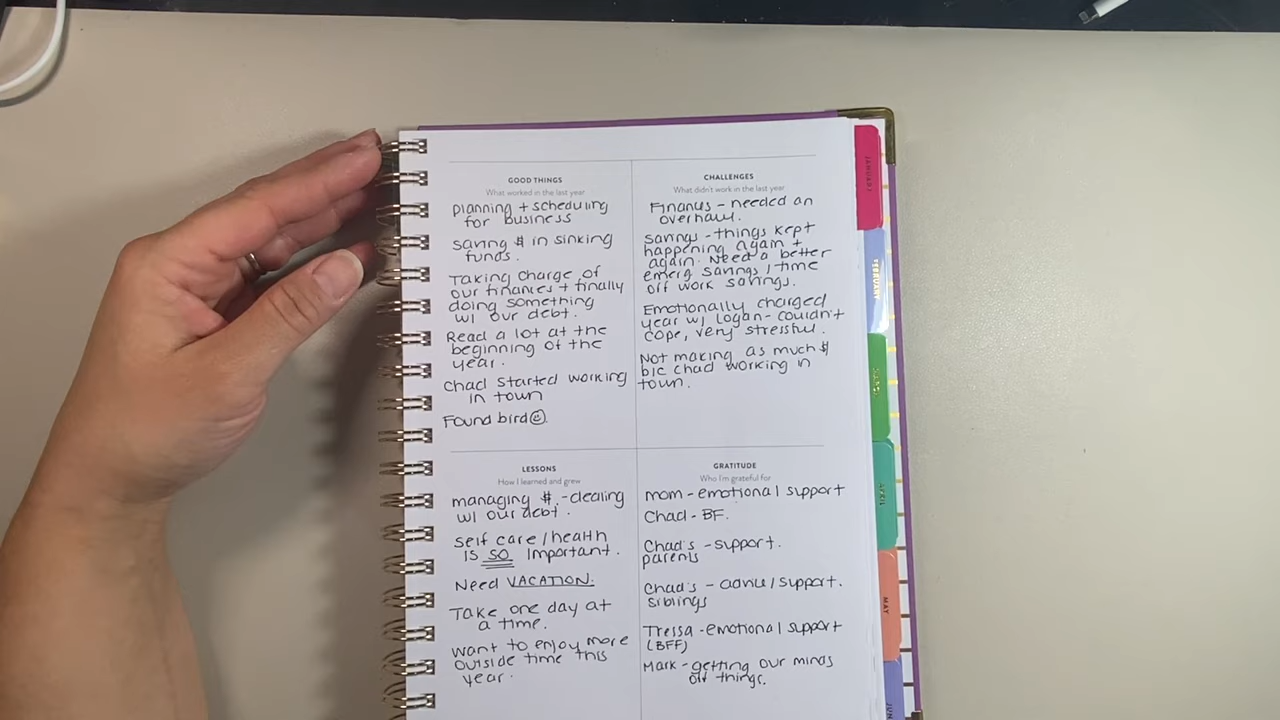 GOOD THINGS
What worked in the last year
planning + scheduling
for business
saving $ in sinking
funds.
Taking charge of
our finances + finally
doing something
w/ our debt.
Read a lot at the
beginning of the
year.
Chad started working
in town
Found bird
CHALLENGES
What didn't work in the last year
Finances - needed an
overhaul.
Savings - things kept
happening again +
again. Need a better
emerg savings / time
off work savings.
Emotionally charged
year w/ Logan - couldn't
cope, very stressful.
Not making as much $
b/c Chad working in
town.
LESSONS
How I learned and grew
managing $. - dealing
w/ our debt.
self care / health
is SO important.
Need VACATION.
Take one day at
a time.
Want to enjoy more
outside time this
year.
GRATITUDE
Who I'm grateful for
mom - emotional support
Chad - BF.
Chad's - support.
parents
Chad's - advice / support.
siblings
Tressa - emotional support
(BFF)
Mark - getting our minds
off things.
JANUARY
FEBRUARY
MARCH
APRIL
MAY
JUN